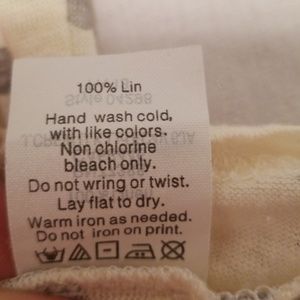 100% Lin
Hand wash cold,
with like colors.
Non chlorine
bleach only.
Do not wring or twist.
Lay flat to dry.
Warm iron as needed.
Do not iron on print.